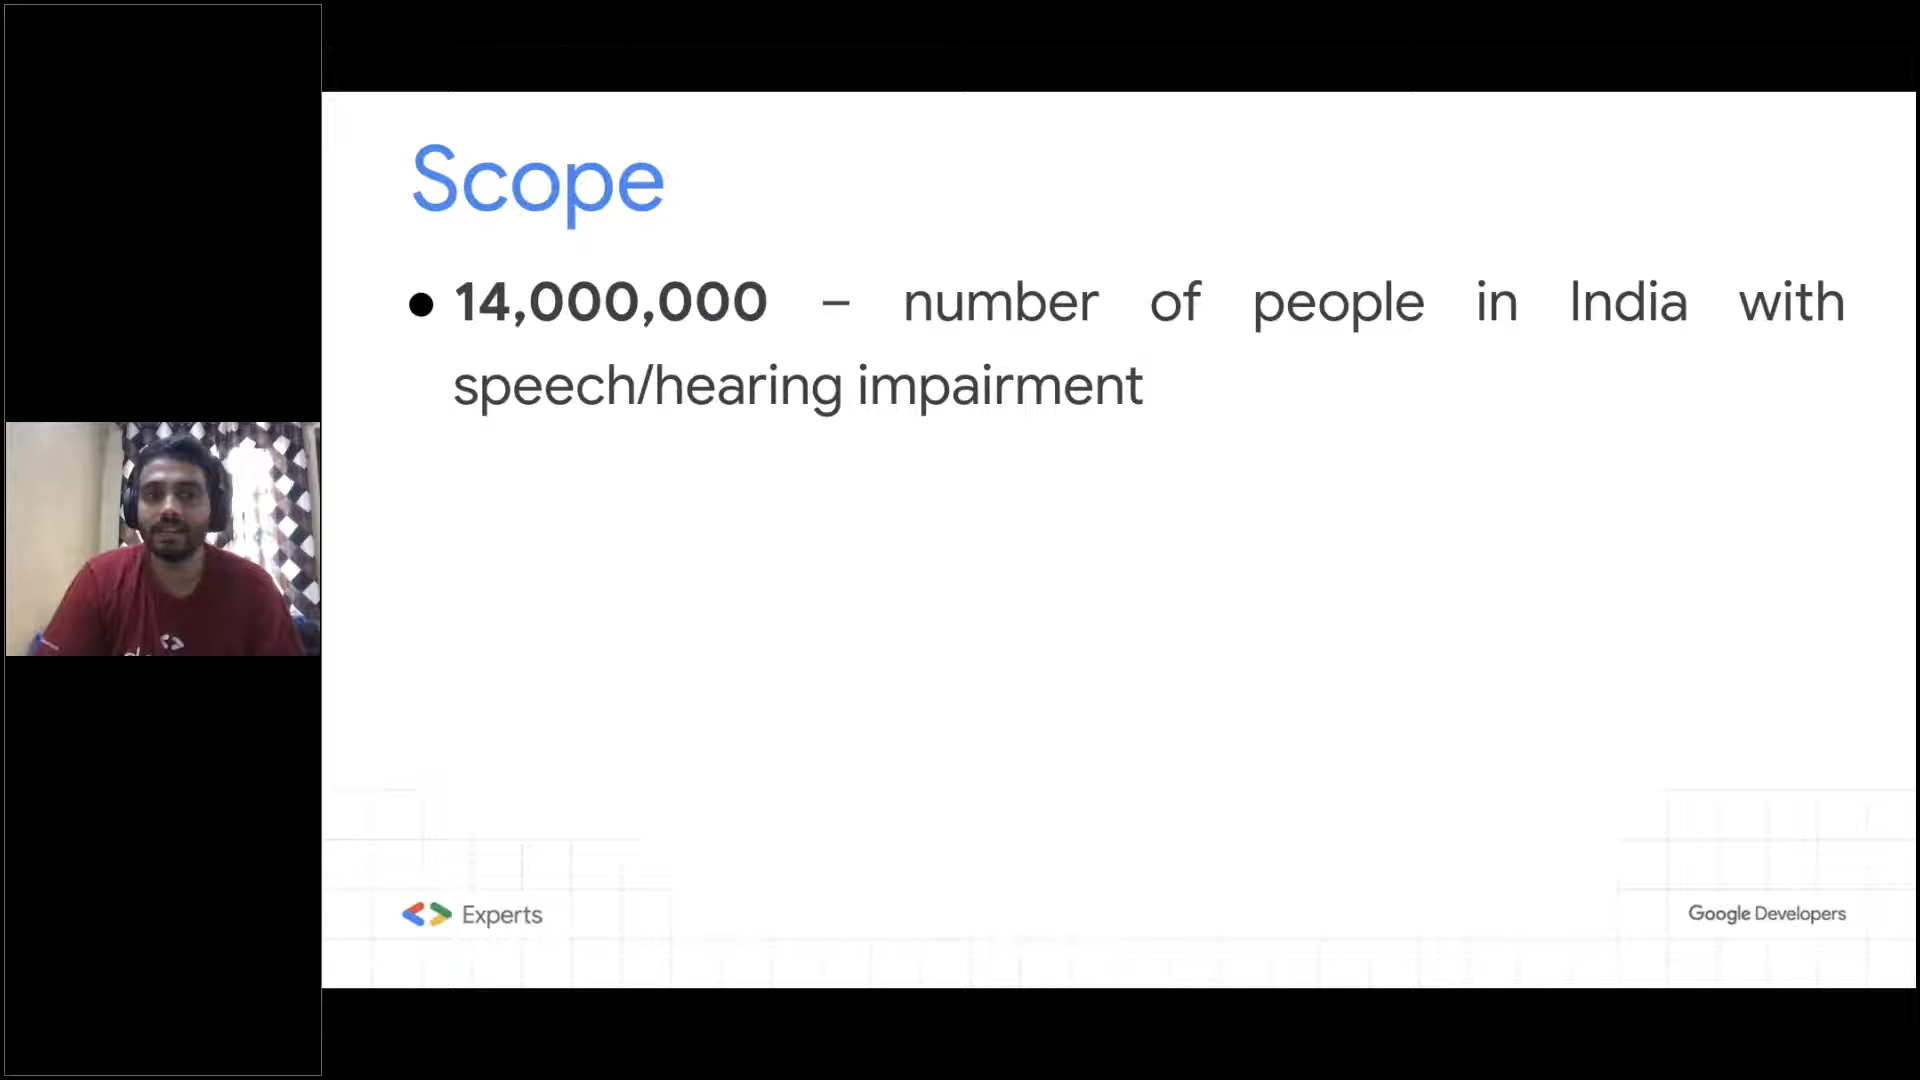 Scope
● 14,000,000 – number of people in India with
speech/hearing impairment
Experts
Google Developers